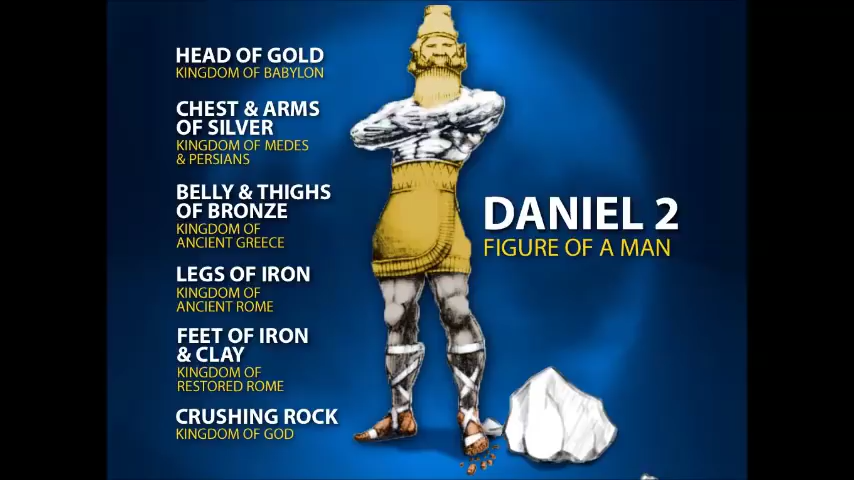 HEAD OF GOLD
KINGDOM OF BABYLON
CHEST & ARMS
OF SILVER
KINGDOM OF MEDES
& PERSIANS
BELLY & THIGHS
OF BRONZE
KINGDOM OF
ANCIENT GREECE
LEGS OF IRON
KINGDOM OF
ANCIENT ROME
FEET OF IRON
& CLAY
KINGDOM OF
RESTORED ROME
CRUSHING ROCK
KINGDOM OF GOD
DANIEL 2
FIGURE OF A MAN